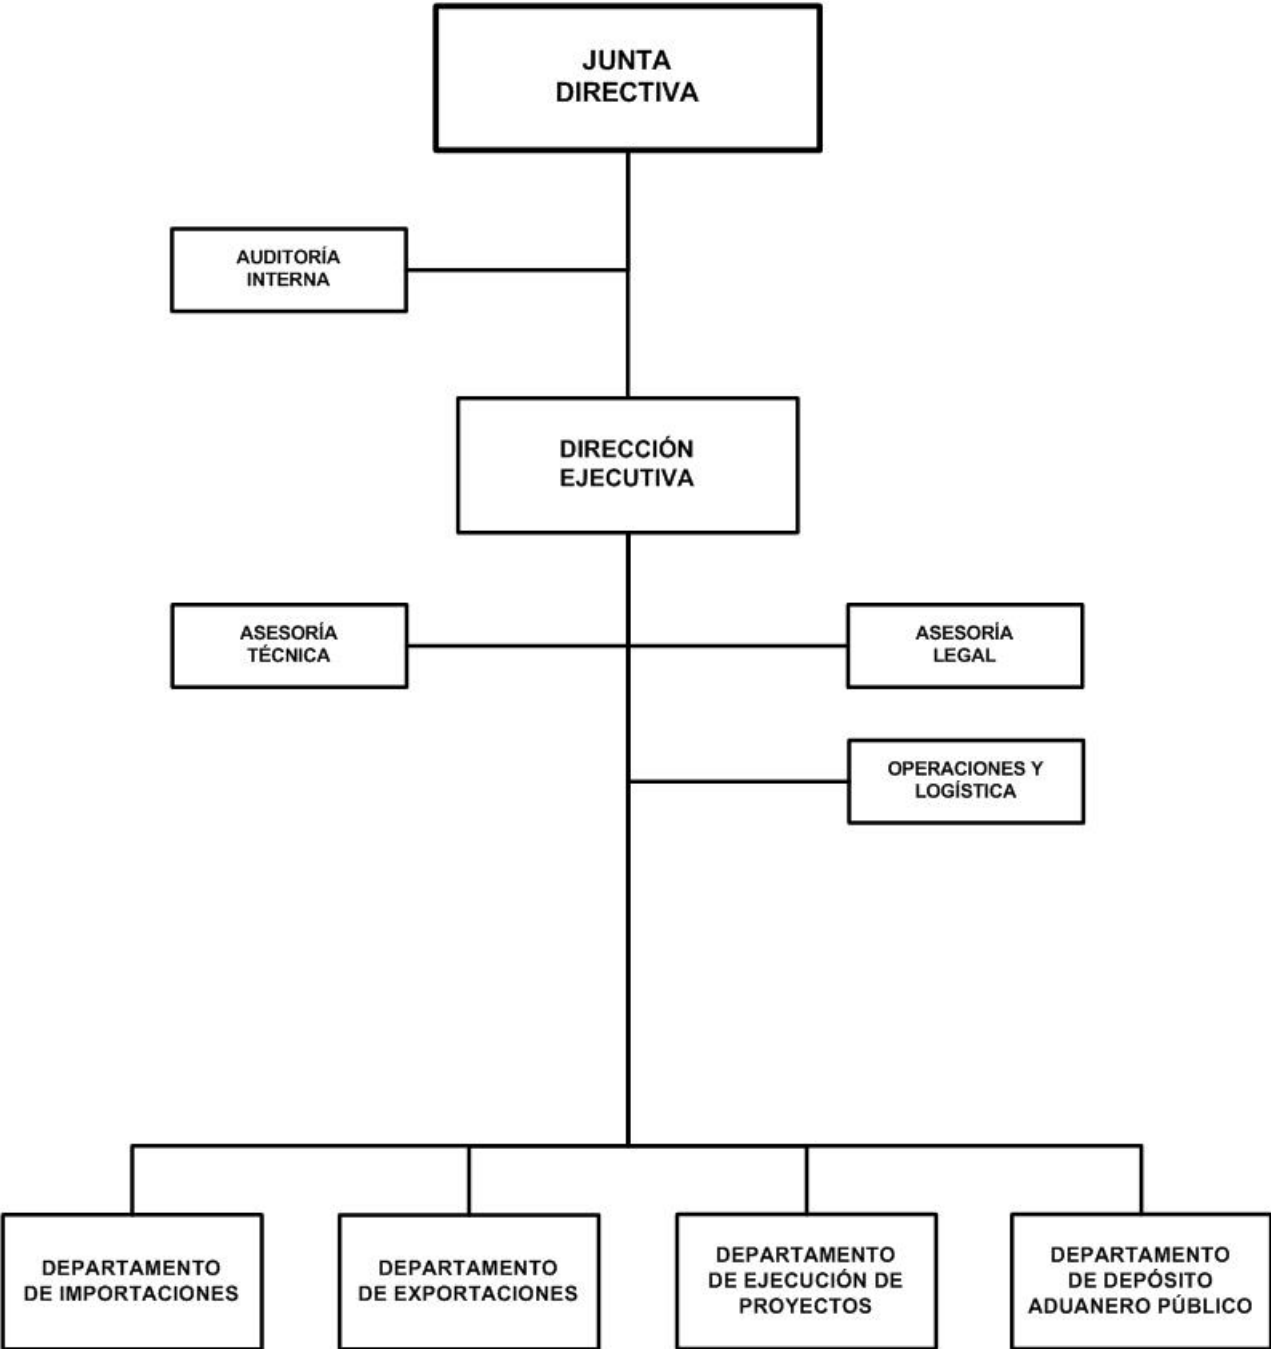 JUNTA
DIRECTIVA
AUDITORÍA
INTERNA
DIRECCIÓN
EJECUTIVA
ASESORÍA
TÉCNICA
ASESORÍA
LEGAL
OPERACIONES Y
LOGÍSTICA
DEPARTAMENTO
DE IMPORTACIONES
DEPARTAMENTO
DE EXPORTACIONES
DEPARTAMENTO
DE EJECUCIÓN DE
PROYECTOS
DEPARTAMENTO
DE DEPÓSITO
ADUANERO PÚBLICO